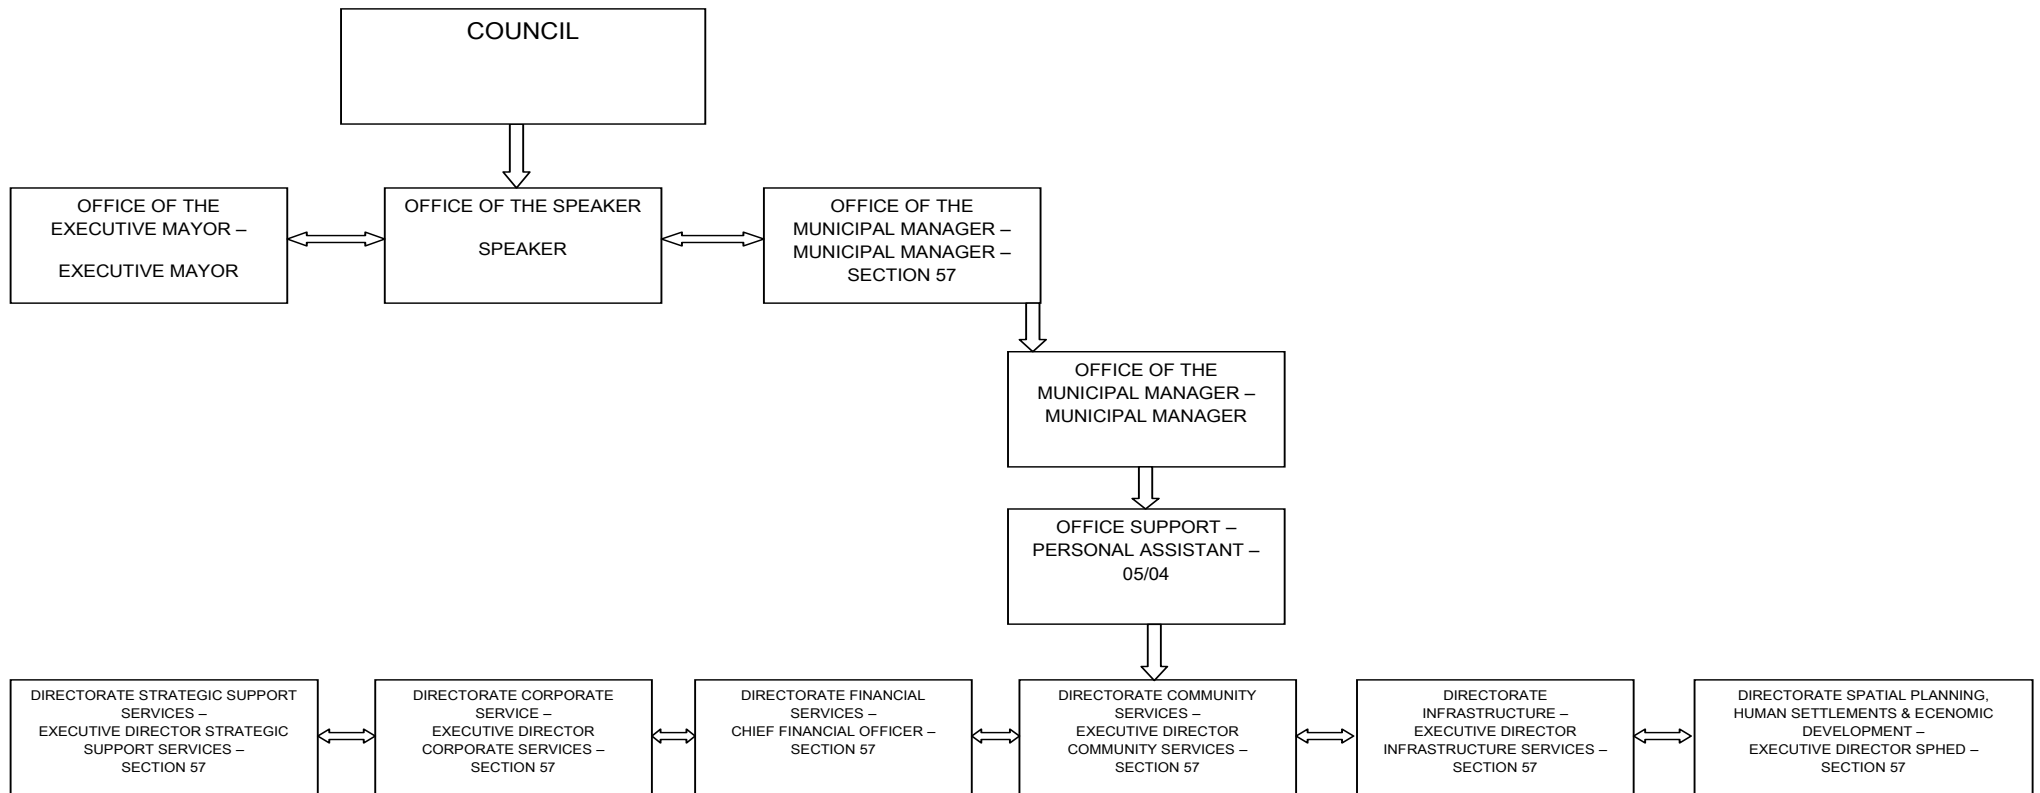 COUNCIL
OFFICE OF THE
EXECUTIVE MAYOR –
EXECUTIVE MAYOR
OFFICE OF THE SPEAKER
SPEAKER
OFFICE OF THE
MUNICIPAL MANAGER –
MUNICIPAL MANAGER –
SECTION 57
OFFICE OF THE
MUNICIPAL MANAGER –
MUNICIPAL MANAGER
OFFICE SUPPORT –
PERSONAL ASSISTANT –
05/04
DIRECTORATE STRATEGIC SUPPORT
SERVICES –
EXECUTIVE DIRECTOR STRATEGIC
SUPPORT SERVICES –
SECTION 57
DIRECTORATE CORPORATE
SERVICE –
EXECUTIVE DIRECTOR
CORPORATE SERVICES –
SECTION 57
DIRECTORATE FINANCIAL
SERVICES –
CHIEF FINANCIAL OFFICER –
SECTION 57
DIRECTORATE COMMUNITY
SERVICES –
EXECUTIVE DIRECTOR
COMMUNITY SERVICES –
SECTION 57
DIRECTORATE
INFRASTRUCTURE –
EXECUTIVE DIRECTOR
INFRASTRUCTURE SERVICES –
SECTION 57
DIRECTORATE SPATIAL PLANNING,
HUMAN SETTLEMENTS & ECENOMIC
DEVELOPMENT –
EXECUTIVE DIRECTOR SPHED –
SECTION 57